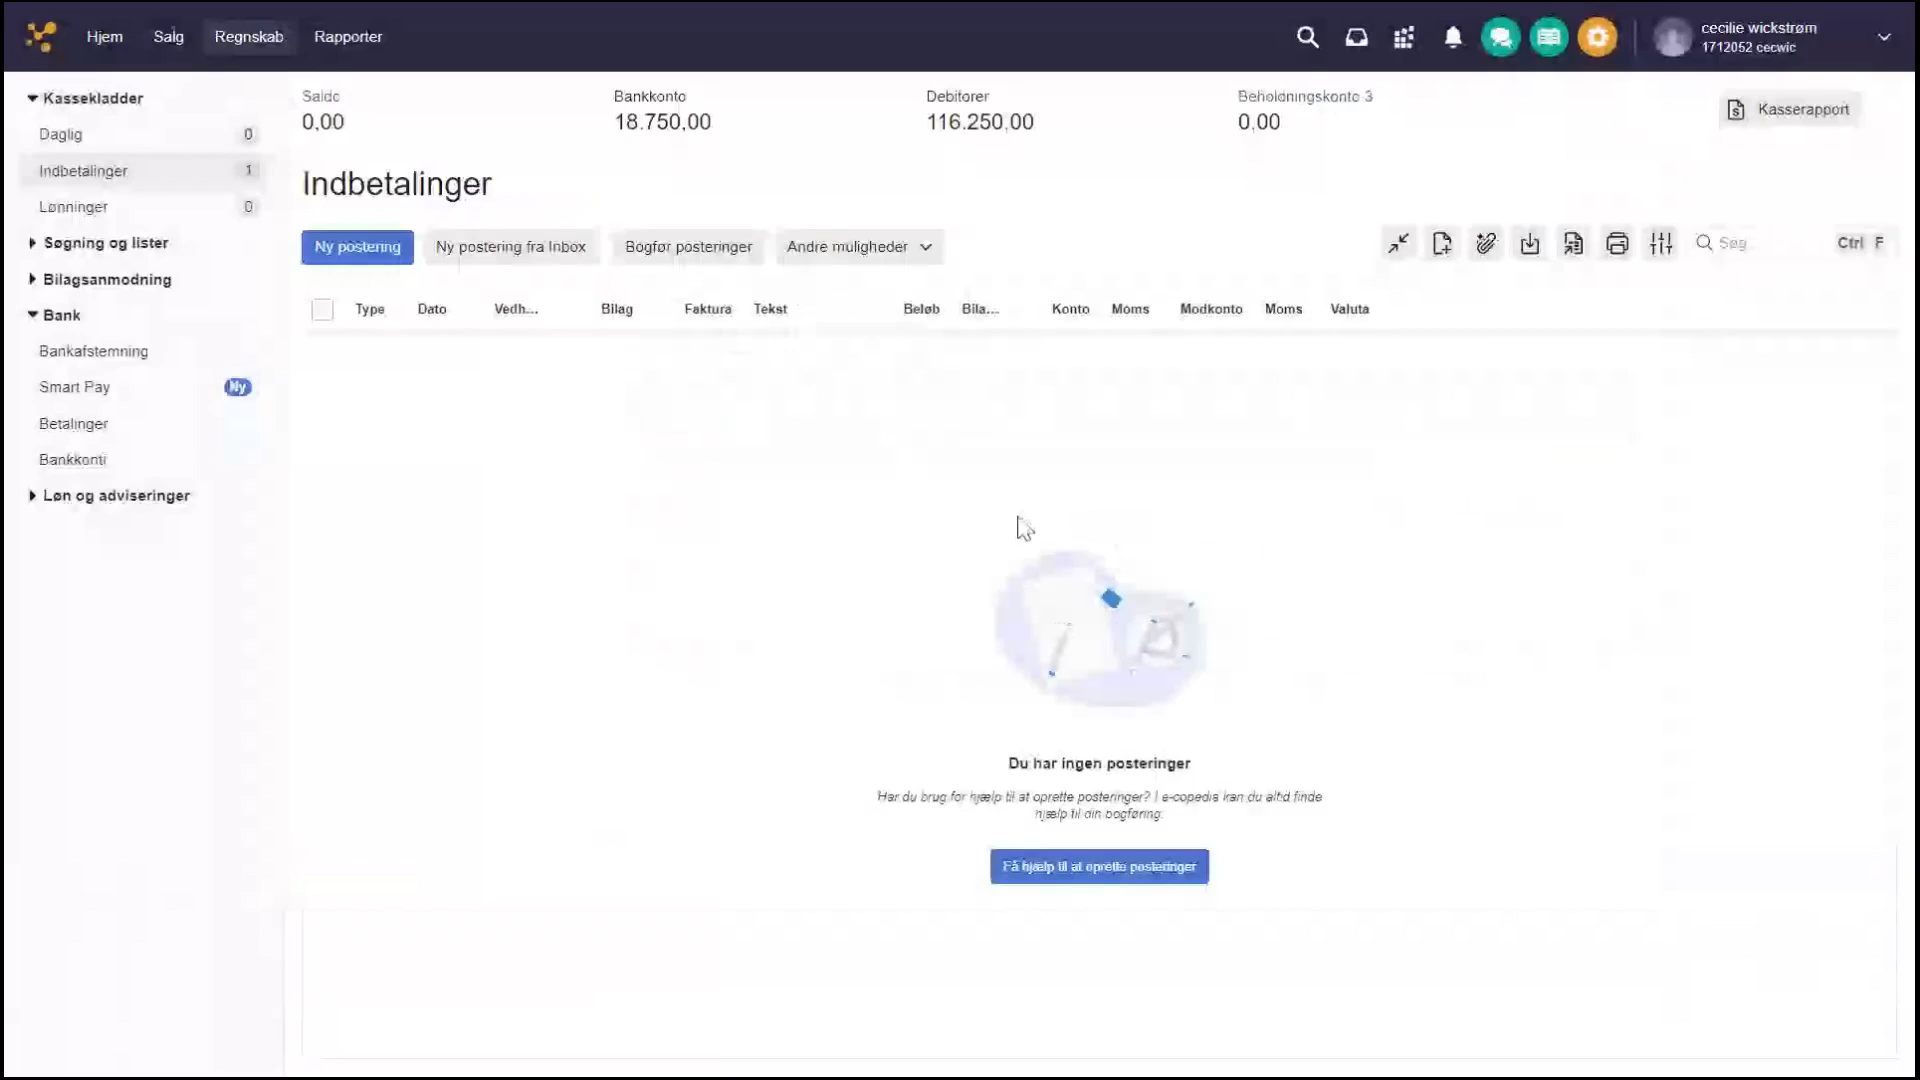 Hjem Salg Regnskab Rapporter
cecilie wickstrøm
1712052 cecwic
Kassekladder
Daglig 0
Indbetalinger 1
Lønninger 0
Søgning og lister
Bilagsanmodning
Bank
Bankafstemning
Smart Pay Ny
Betalinger
Bankkonti
Løn og adviseringer
Saldo Bankkonto Debitorer Beholdningskonto 3
0,00 18.750,00 116.250,00 0,00
Kasserapport
Indbetalinger
Ny postering Ny postering fra Inbox Bogfør posteringer Andre muligheder
Søg... Ctrl F
Type Dato Vedh... Bilag Faktura Tekst Beløb Bila... Konto Moms Modkonto Moms Valuta
Du har ingen posteringer
Har du brug for hjælp til at oprette posteringer? I e-copedia kan du altid finde
hjælp til din bogføring.
Få hjælp til at oprette posteringer